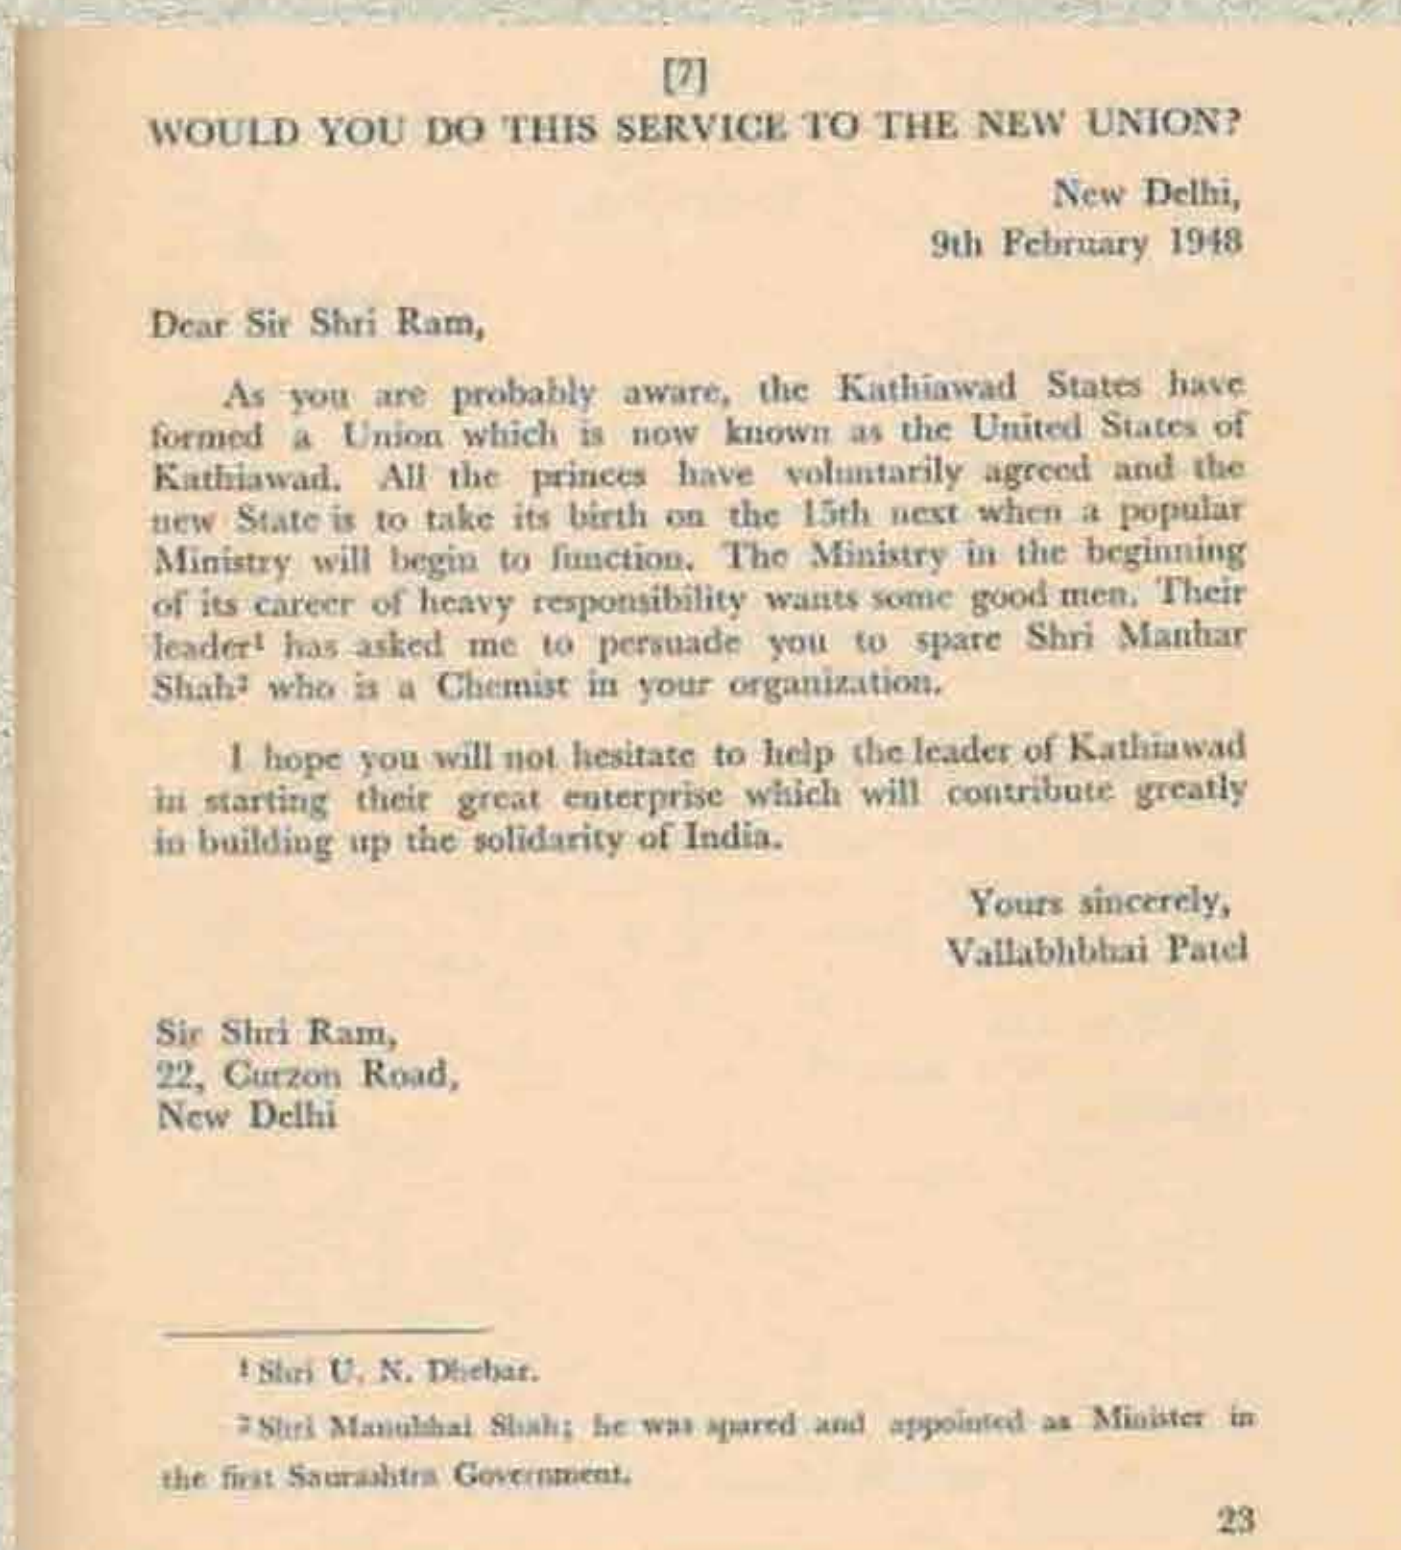 [7]
WOULD YOU DO THIS SERVICE TO THE NEW UNION?
New Delhi,
9th February 1948
Dear Sir Shri Ram,
As you are probably aware, the Kathiawad States have
formed a Union which is now known as the United States of
Kathiawad. All the princes have voluntarily agreed and the
new State is to take its birth on the 15th next when a popular
Ministry will begin to function. The Ministry in the beginning
of its career of heavy responsibility wants some good men. Their
leader¹ has asked me to persuade you to spare Shri Manhar
Shah² who is a Chemist in your organization.
I hope you will not hesitate to help the leader of Kathiawad
in starting their great enterprise which will contribute greatly
in building up the solidarity of India.
Yours sincerely,
Vallabhbhai Patel
Sir Shri Ram,
22, Curzon Road,
New Delhi
¹ Shri U. N. Dhebar.
² Shri Manubhai Shah; he was spared and appointed as Minister in
the first Saurashtra Government.
23